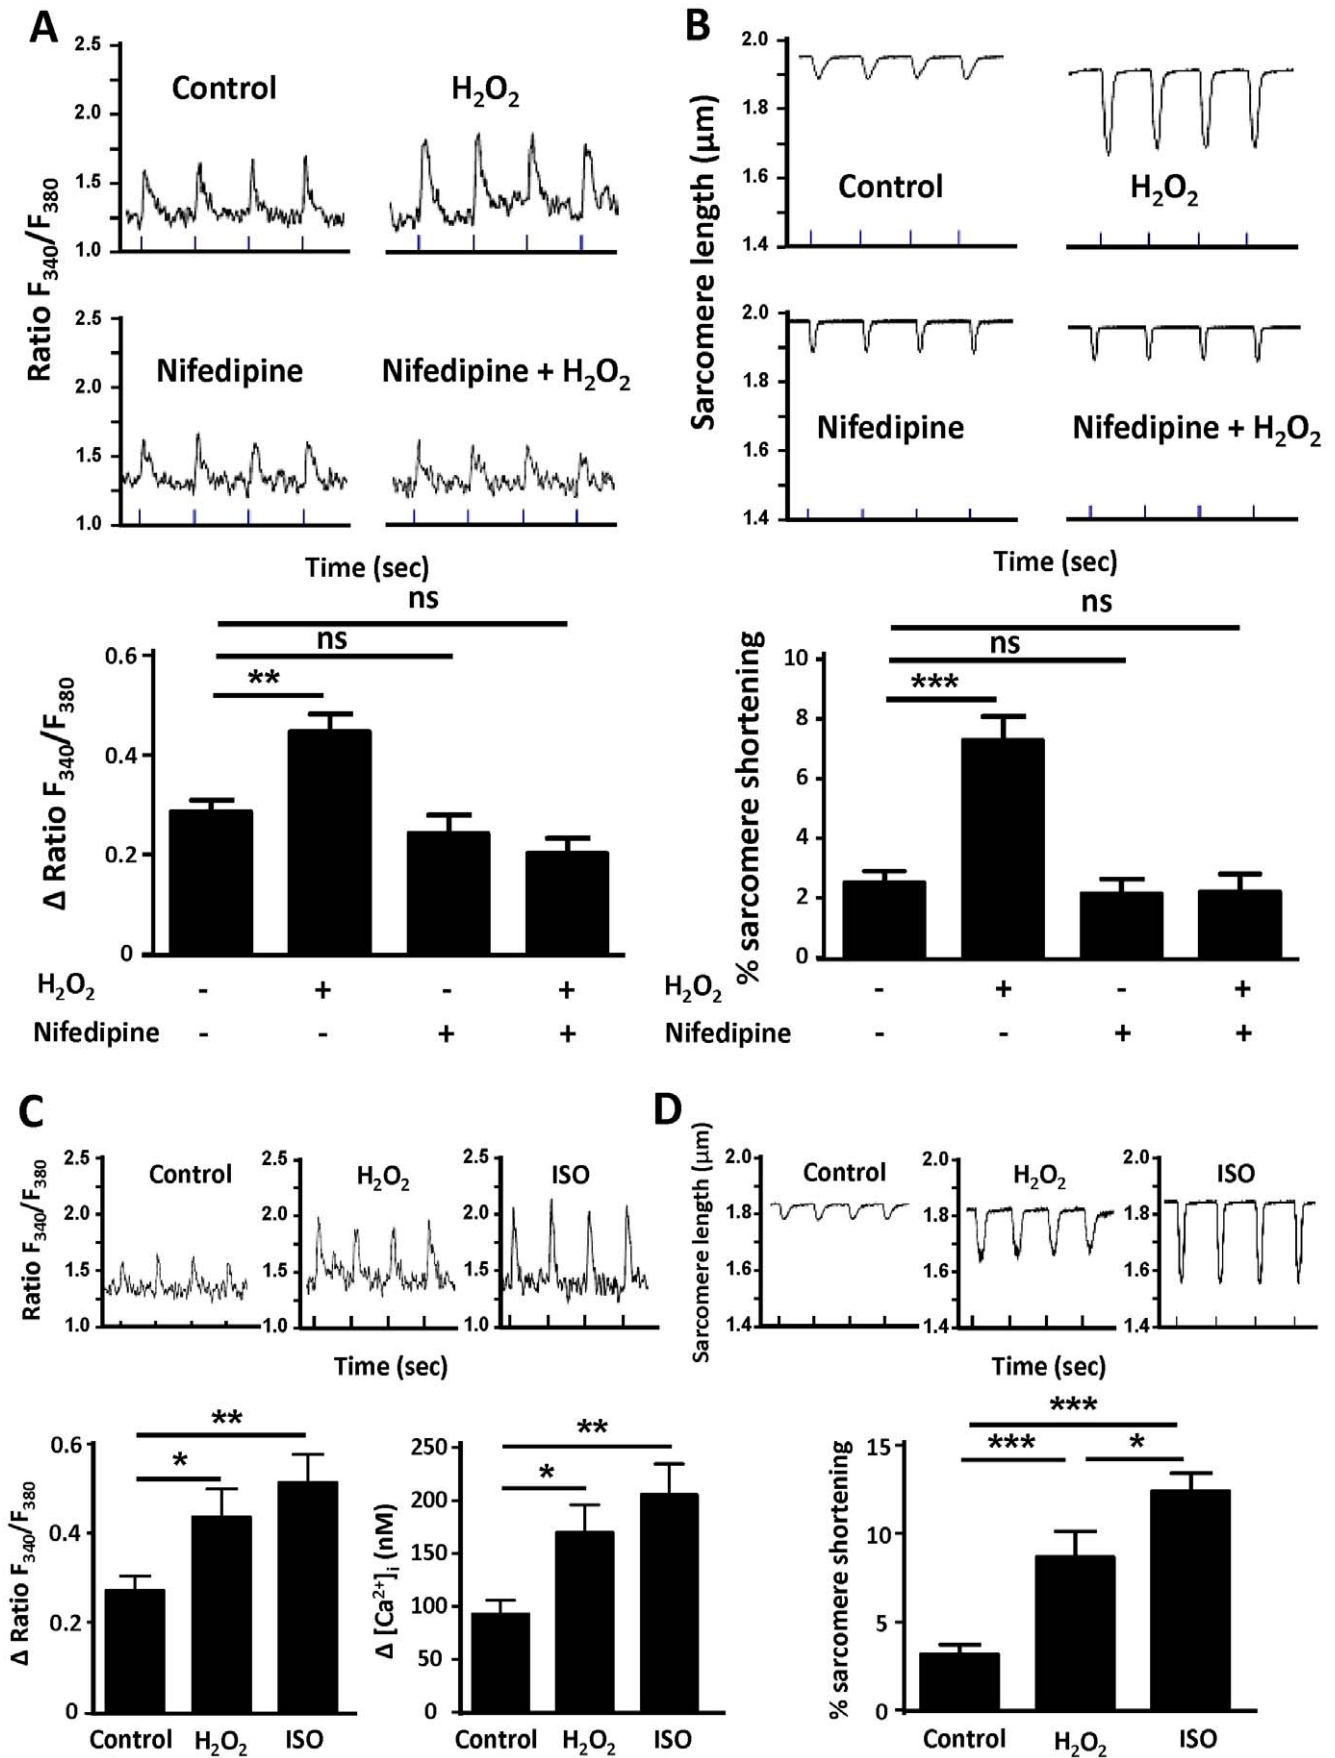 A
Ratio F340/F380
2.5
2.0
1.5
1.0
Control
H2O2
2.5
2.0
1.5
1.0
Nifedipine
Nifedipine + H2O2
Time (sec)
ns
ns
**
Δ Ratio F340/F380
0.6
0.4
0.2
0
H2O2 - + - +
Nifedipine - - + +
B
Sarcomere length (μm)
2.0
1.8
1.6
1.4
Control
H2O2
2.0
1.8
1.6
1.4
Nifedipine
Nifedipine + H2O2
Time (sec)
ns
ns
***
% sarcomere shortening
10
8
6
4
2
0
H2O2 - + - +
Nifedipine - - + +
C
Ratio F340/F380
2.5
2.0
1.5
1.0
Control
2.5
2.0
1.5
1.0
H2O2
2.5
2.0
1.5
1.0
ISO
Time (sec)
**
*
Δ Ratio F340/F380
0.6
0.4
0.2
0
Control H2O2 ISO
**
*
Δ [Ca2+]i (nM)
250
200
150
100
50
0
Control H2O2 ISO
D
Sarcomere length (μm)
2.0
1.8
1.6
1.4
Control
2.0
1.8
1.6
1.4
H2O2
2.0
1.8
1.6
1.4
ISO
Time (sec)
***
*** *
% sarcomere shortening
15
10
5
0
Control H2O2 ISO